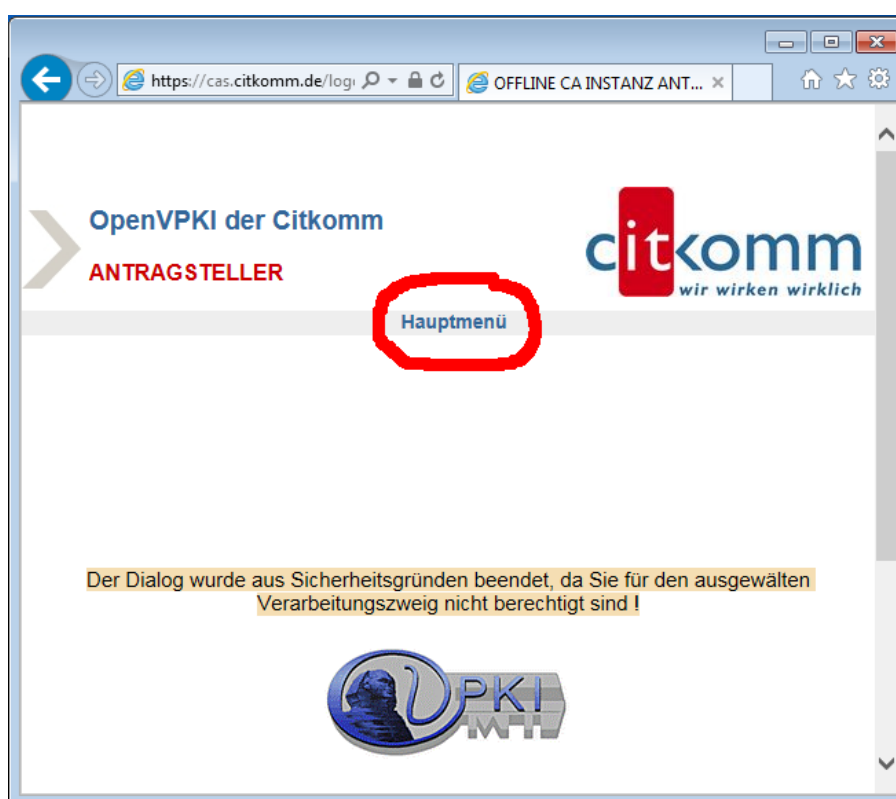 https://cas.citkomm.de/log
OFFLINE CA INSTANZ ANT...
OpenVPKI der Citkomm
citkomm
ANTRAGSTELLER
wir wirken wirklich
Hauptmenü
Der Dialog wurde aus Sicherheitsgründen beendet, da Sie für den ausgewälten
Verarbeitungszweig nicht berechtigt sind !
PKI